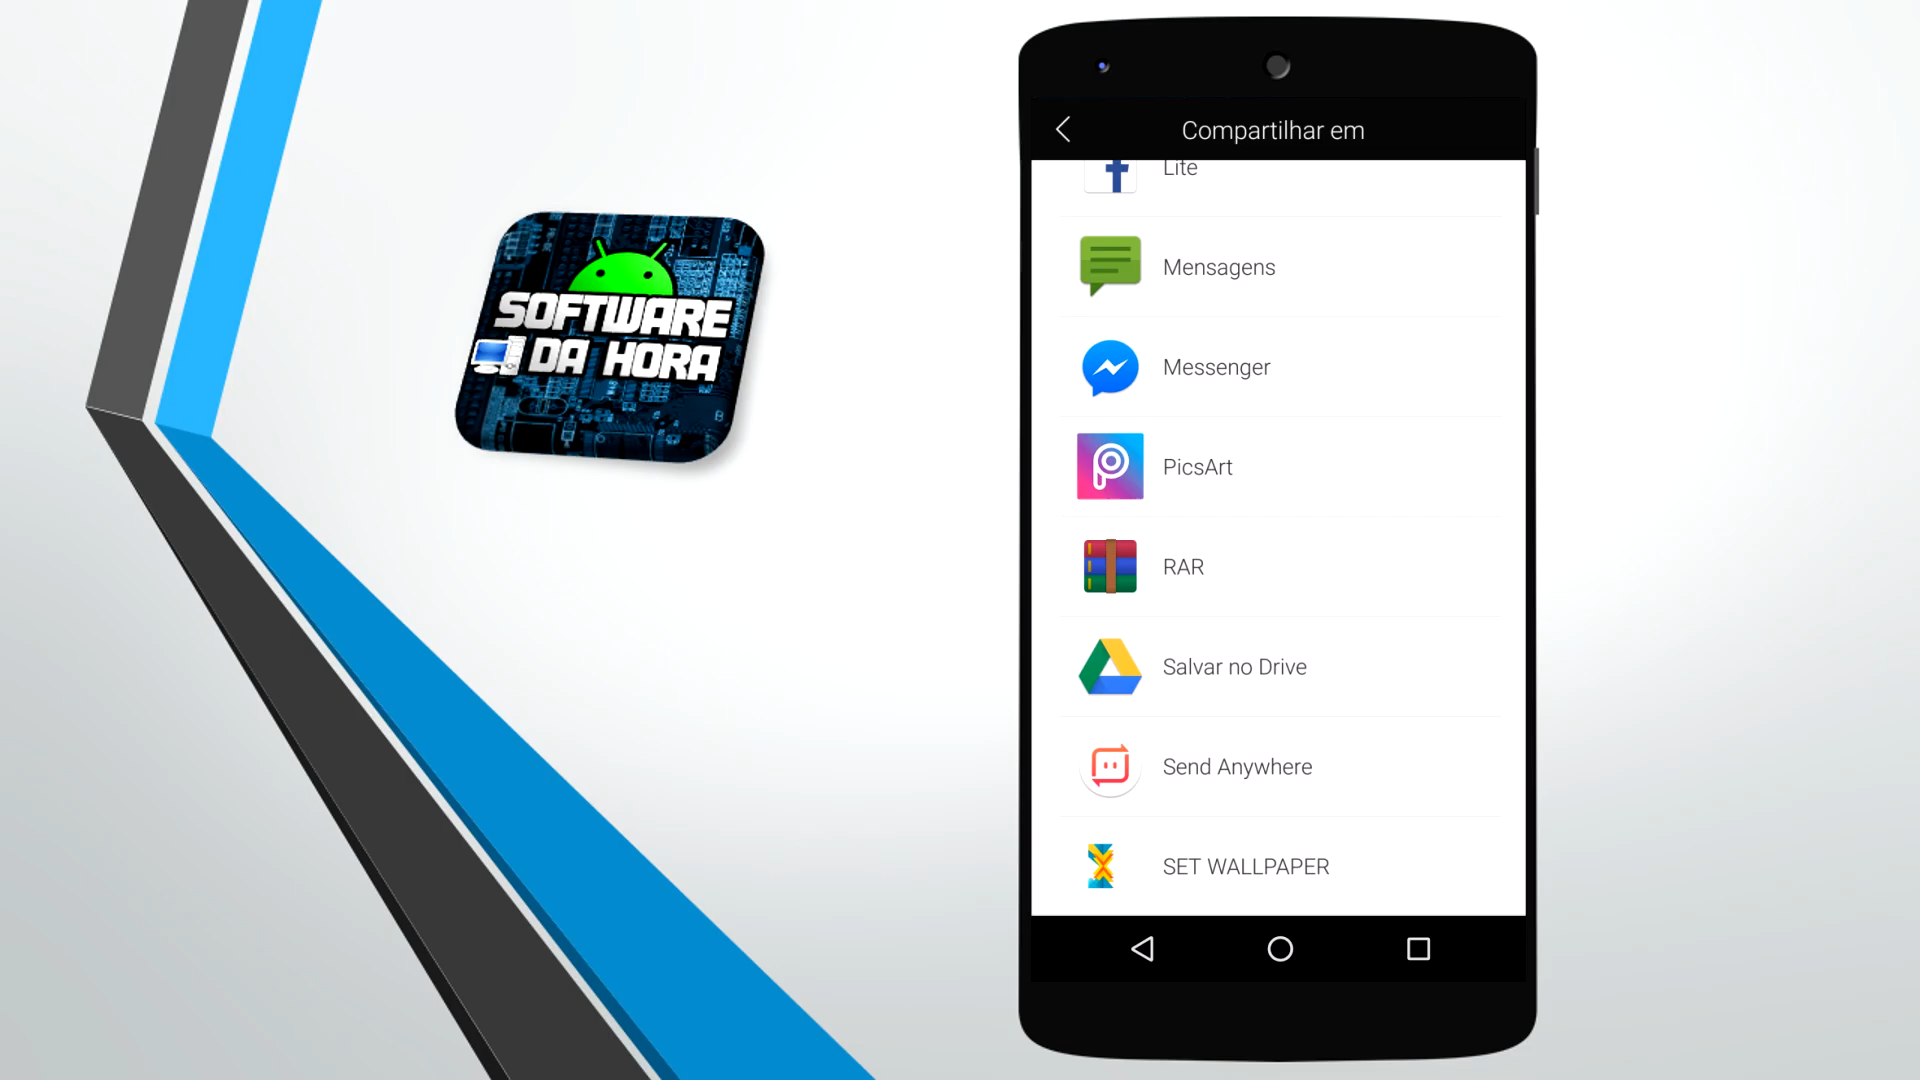 SOFTWARE
DA HORA
Compartilhar em
Lite
Mensagens
Messenger
PicsArt
RAR
Salvar no Drive
Send Anywhere
SET WALLPAPER